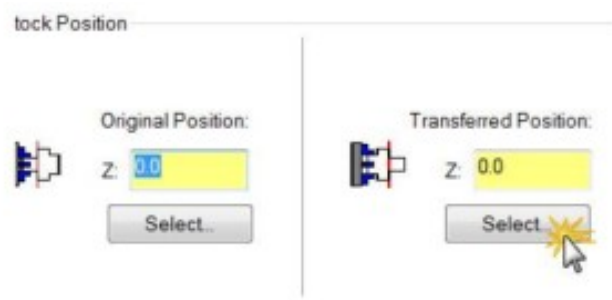 tock Position
Original Position:
Z: 0.0
Select...
Transferred Position:
Z: 0.0
Select...